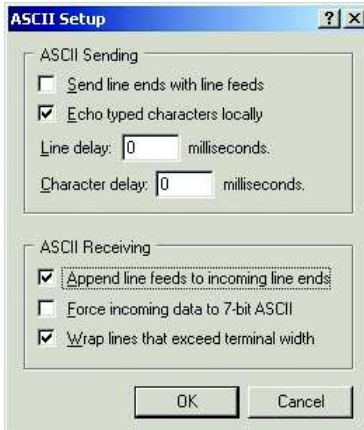 ASCII Setup
ASCII Sending
Send line ends with line feeds
Echo typed characters locally
Line delay: 0 milliseconds.
Character delay: 0 milliseconds.
ASCII Receiving
Append line feeds to incoming line ends
Force incoming data to 7-bit ASCII
Wrap lines that exceed terminal width
OK Cancel